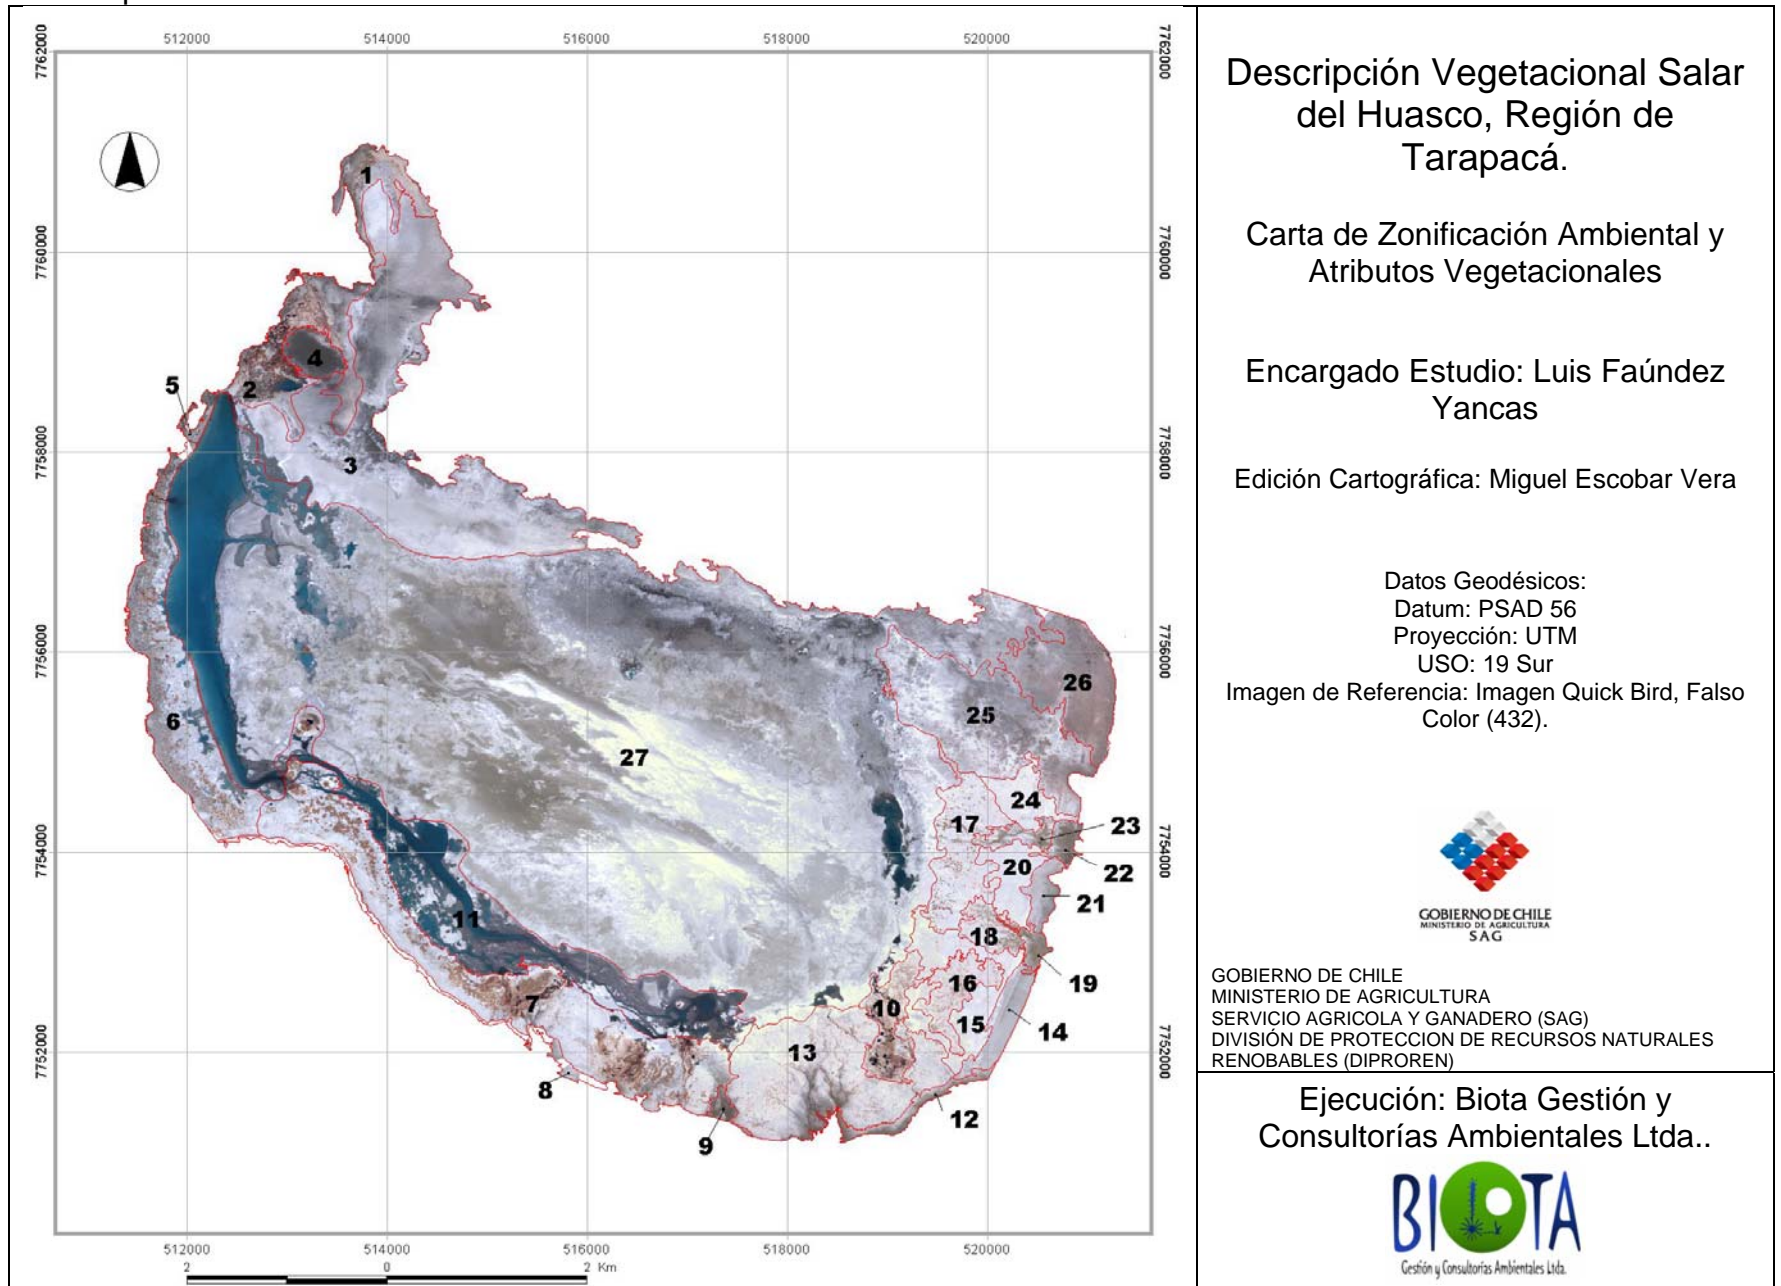 512000
514000
516000
518000
520000
7762000
7762000
1
7760000
7760000
4
2
5
7758000
7758000
3
7756000
7756000
26
25
6
27
24
17
23
7754000
7754000
20
22
21
11
18
19
16
7
10
15
14
13
7752000
7752000
8
12
9
512000
514000
516000
518000
520000
2
0
2 Km
Descripción Vegetacional Salar
del Huasco, Región de
Tarapacá.
Carta de Zonificación Ambiental y
Atributos Vegetacionales
Encargado Estudio: Luis Faúndez
Yancas
Edición Cartográfica: Miguel Escobar Vera
Datos Geodésicos:
Datum: PSAD 56
Proyección: UTM
USO: 19 Sur
Imagen de Referencia: Imagen Quick Bird, Falso
Color (432).
GOBIERNO DE CHILE
MINISTERIO DE AGRICULTURA
SAG
GOBIERNO DE CHILE
MINISTERIO DE AGRICULTURA
SERVICIO AGRICOLA Y GANADERO (SAG)
DIVISIÓN DE PROTECCION DE RECURSOS NATURALES
RENOBABLES (DIPROREN)
Ejecución: Biota Gestión y
Consultorías Ambientales Ltda..
BIOTA
Gestión y Consultorías Ambientales Ltda.